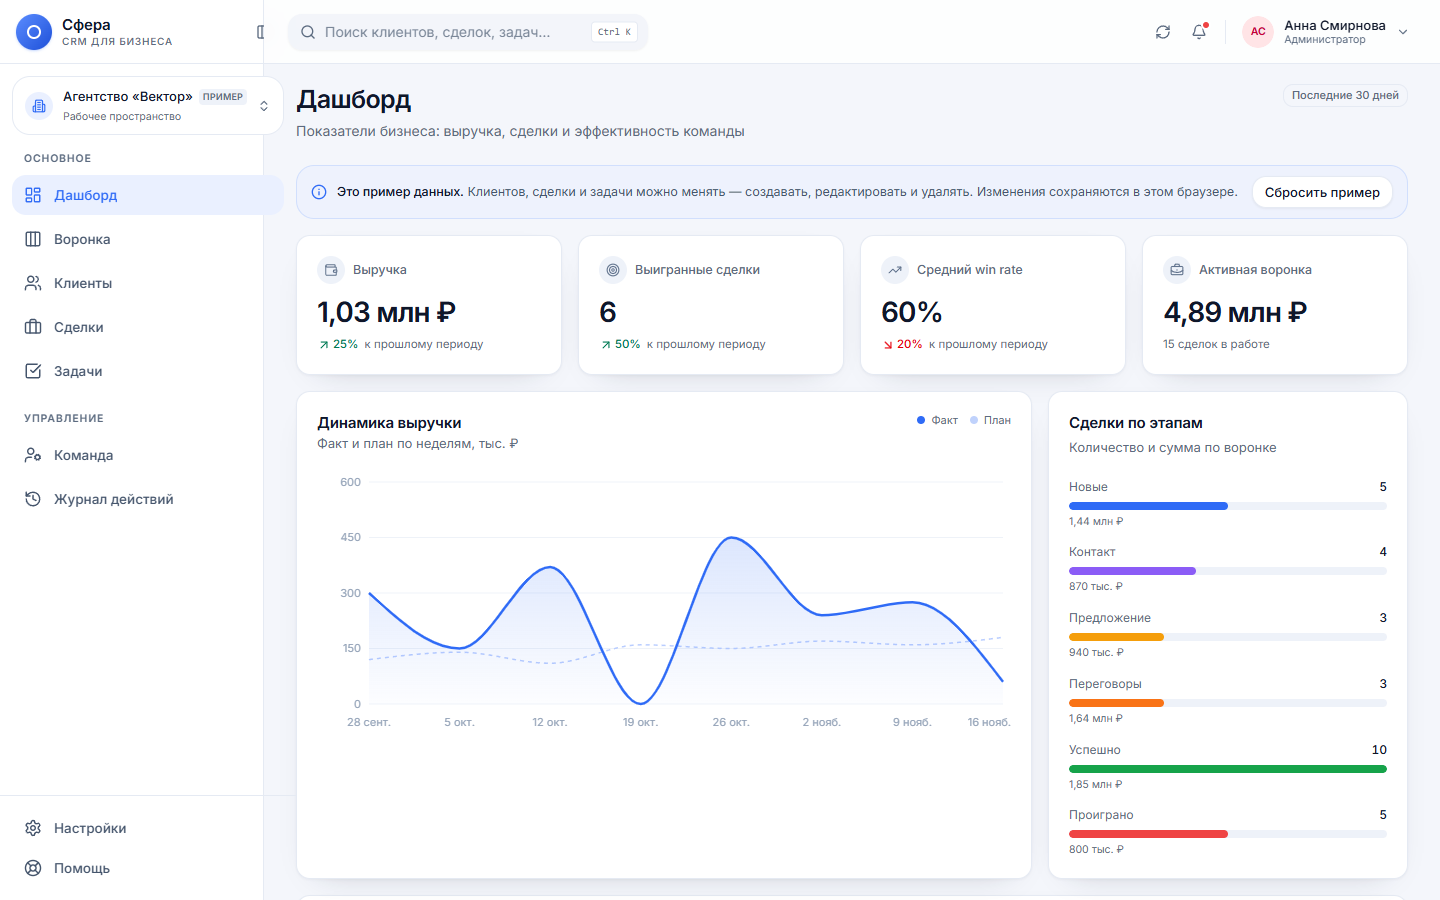 Сфера
CRM ДЛЯ БИЗНЕСА
Поиск клиентов, сделок, задач...
Ctrl K
АС
Анна Смирнова
Администратор
Агентство «Вектор» ПРИМЕР
Рабочее пространство
ОСНОВНОЕ
Дашборд
Воронка
Клиенты
Сделки
Задачи
УПРАВЛЕНИЕ
Команда
Журнал действий
Настройки
Помощь
Дашборд
Последние 30 дней
Показатели бизнеса: выручка, сделки и эффективность команды
Это пример данных. Клиентов, сделки и задачи можно менять — создавать, редактировать и удалять. Изменения сохраняются в этом браузере.
Сбросить пример
Выручка
1,03 млн ₽
25% к прошлому периоду
Выигранные сделки
6
50% к прошлому периоду
Средний win rate
60%
20% к прошлому периоду
Активная воронка
4,89 млн ₽
15 сделок в работе
Динамика выручки
Факт и план по неделям, тыс. ₽
Факт План
600
450
300
150
0
28 сент. 5 окт. 12 окт. 19 окт. 26 окт. 2 нояб. 9 нояб. 16 нояб.
Сделки по этапам
Количество и сумма по воронке
Новые 5
1,44 млн ₽
Контакт 4
870 тыс. ₽
Предложение 3
940 тыс. ₽
Переговоры 3
1,64 млн ₽
Успешно 10
1,85 млн ₽
Проиграно 5
800 тыс. ₽